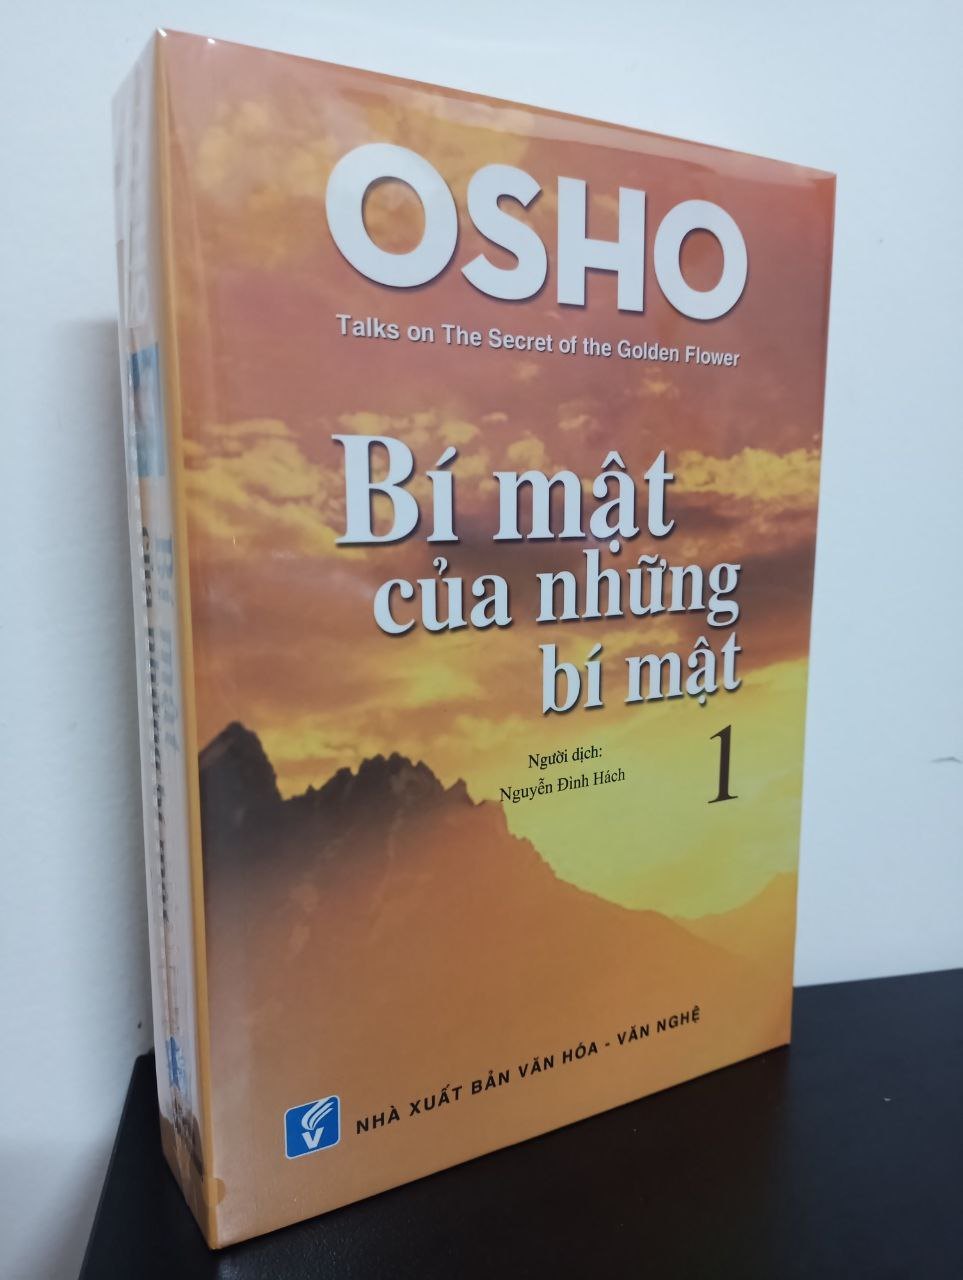 OSHO
Talks on The Secret of the Golden Flower
Bí mật
của những
bí mật
Người dịch:
Nguyễn Đình Hách
1
V
NHÀ XUẤT BẢN VĂN HÓA - VĂN NGHỆ